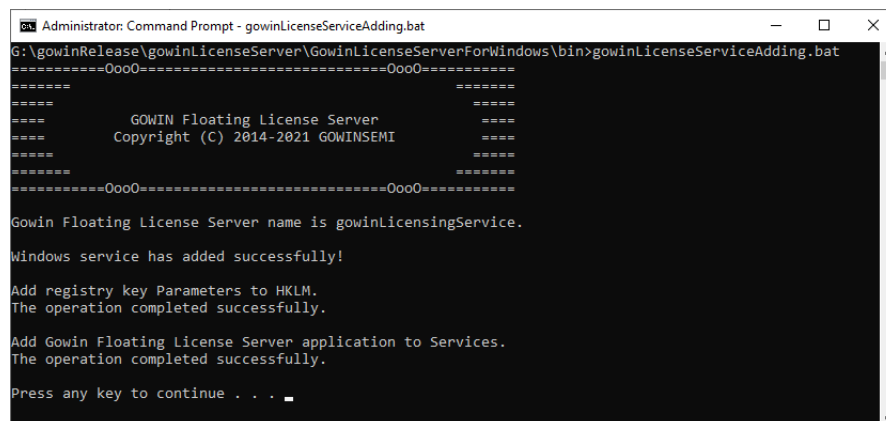 Administrator: Command Prompt - gowinLicenseServiceAdding.bat
G:\gowinRelease\gowinLicenseServer\GowinLicenseServerForWindows\bin>gowinLicenseServiceAdding.bat
===========OooO=============================OooO===========
======= =======
===== =====
==== GOWIN Floating License Server ====
==== Copyright (C) 2014-2021 GOWINSEMI ====
===== =====
======= =======
===========OooO=============================OooO===========
Gowin Floating License Server name is gowinLicensingService.
Windows service has added successfully!
Add registry key Parameters to HKLM.
The operation completed successfully.
Add Gowin Floating License Server application to Services.
The operation completed successfully.
Press any key to continue . . .